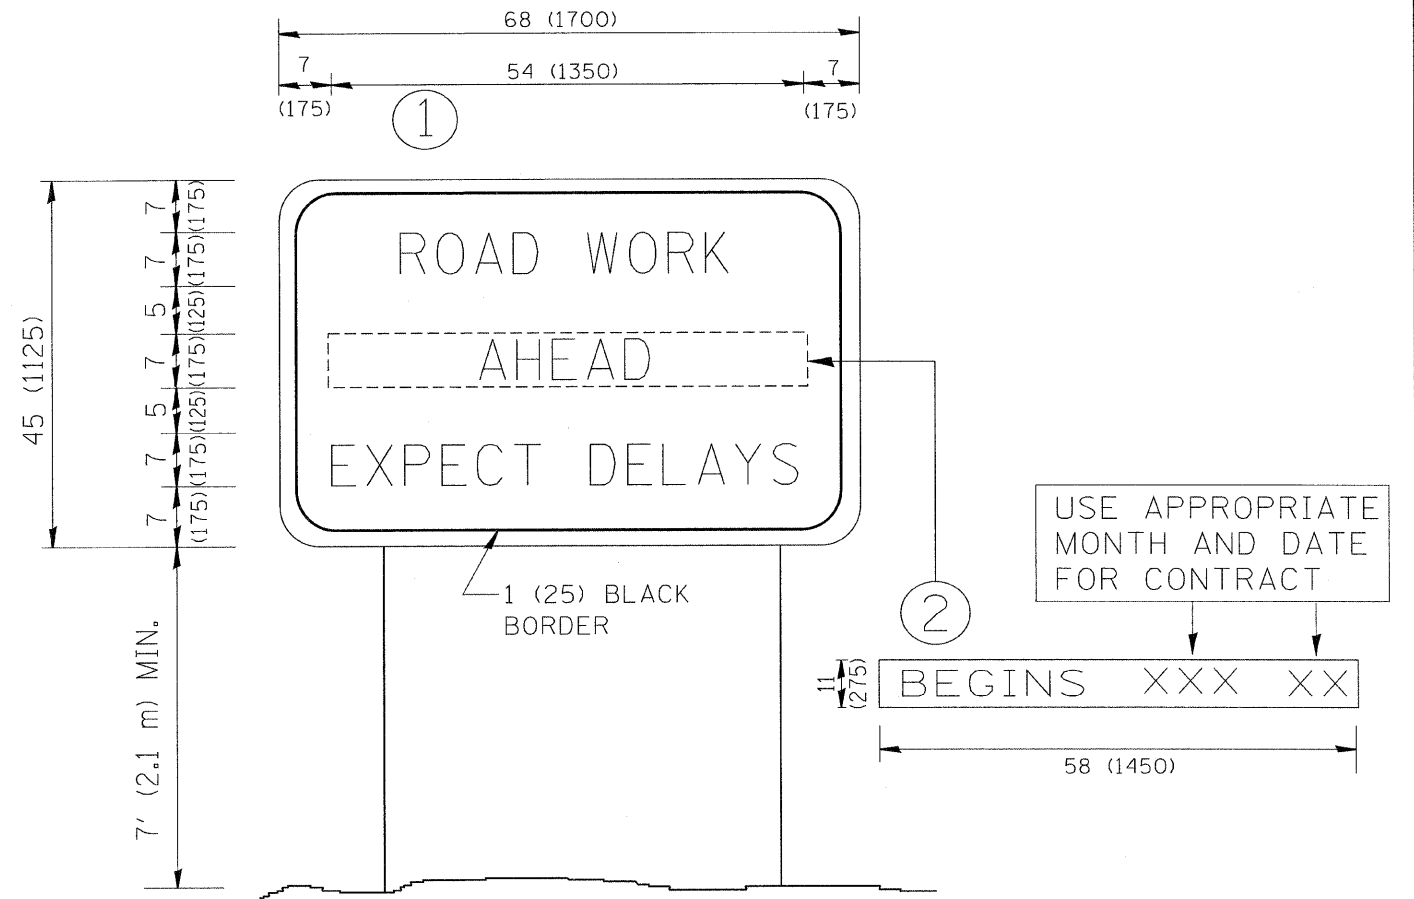 68 (1700)
7
54 (1350)
7
(175)
(175)
1
7
(175)
7
(175)
5
(125)
7
(175)
5
(125)
7
(175)
7
(175)
45 (1125)
ROAD WORK
AHEAD
EXPECT DELAYS
1 (25) BLACK
BORDER
7' (2.1 m) MIN.
USE APPROPRIATE
MONTH AND DATE
FOR CONTRACT
2
11
(275)
BEGINS XXX XX
58 (1450)